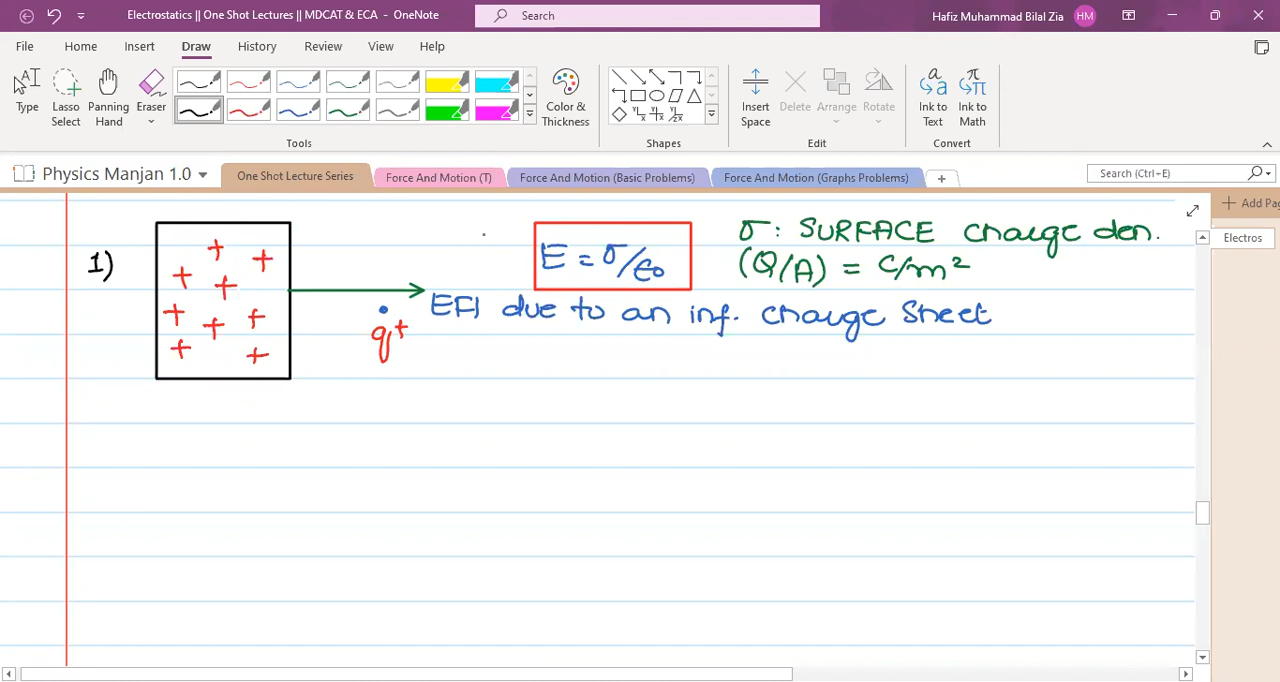 Electrostatics || One Shot Lectures || MDCAT & ECA - OneNote
Search
Hafiz Muhammad Bilal Zia HM
File Home Insert Draw History Review View Help
Type
Lasso Select
Panning Hand
Eraser
Color & Thickness
Insert Space
Delete
Arrange
Rotate
Ink to Text
Ink to Math
Tools
Shapes
Edit
Convert
Physics Manjan 1.0
One Shot Lecture Series
Force And Motion (T)
Force And Motion (Basic Problems)
Force And Motion (Graphs Problems)
Search (Ctrl+E)
Add Pag
Electros
1)
+ + + + + + + + + +
q+
E = σ/ε0
σ: SURFACE charge den.
(Q/A) = C/m²
EFI due to an inf. charge Sheet